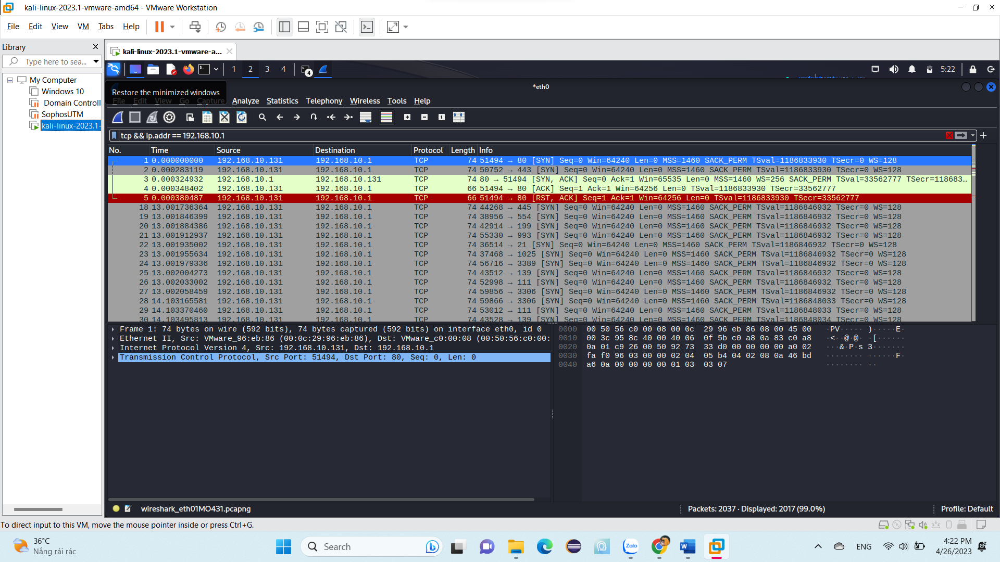 kali-linux-2023.1-vmware-amd64 - VMware Workstation
File Edit View VM Tabs Help
Library
Type here to sea...
My Computer
Windows 10
Domain Controll
SophosUTM
kali-linux-2023.1-
kali-linux-2023.1-vmware-a...
1 2 3 4
4
5:22
*eth0
Restore the minimized windows
File Edit View Go Capture Analyze Statistics Telephony Wireless Tools Help
tcp && ip.addr == 192.168.10.1
No. Time Source Destination Protocol Length Info
1 0.000000000 192.168.10.131 192.168.10.1 TCP 74 51494 → 80 [SYN] Seq=0 Win=64240 Len=0 MSS=1460 SACK_PERM TSval=1186833930 TSecr=0 WS=128
2 0.000283119 192.168.10.131 192.168.10.1 TCP 74 50752 → 443 [SYN] Seq=0 Win=64240 Len=0 MSS=1460 SACK_PERM TSval=1186833930 TSecr=0 WS=128
3 0.000324932 192.168.10.1 192.168.10.131 TCP 74 80 → 51494 [SYN, ACK] Seq=0 Ack=1 Win=65535 Len=0 MSS=1460 WS=256 SACK_PERM TSval=33562777 TSecr=118683…
4 0.000348402 192.168.10.131 192.168.10.1 TCP 66 51494 → 80 [ACK] Seq=1 Ack=1 Win=64256 Len=0 TSval=1186833930 TSecr=33562777
5 0.000380487 192.168.10.131 192.168.10.1 TCP 66 51494 → 80 [RST, ACK] Seq=1 Ack=1 Win=64256 Len=0 TSval=1186833930 TSecr=33562777
18 13.001736364 192.168.10.131 192.168.10.1 TCP 74 44268 → 445 [SYN] Seq=0 Win=64240 Len=0 MSS=1460 SACK_PERM TSval=1186846932 TSecr=0 WS=128
19 13.001846399 192.168.10.131 192.168.10.1 TCP 74 38956 → 554 [SYN] Seq=0 Win=64240 Len=0 MSS=1460 SACK_PERM TSval=1186846932 TSecr=0 WS=128
20 13.001884386 192.168.10.131 192.168.10.1 TCP 74 42914 → 199 [SYN] Seq=0 Win=64240 Len=0 MSS=1460 SACK_PERM TSval=1186846932 TSecr=0 WS=128
21 13.001912937 192.168.10.131 192.168.10.1 TCP 74 55330 → 993 [SYN] Seq=0 Win=64240 Len=0 MSS=1460 SACK_PERM TSval=1186846932 TSecr=0 WS=128
22 13.001935002 192.168.10.131 192.168.10.1 TCP 74 36514 → 21 [SYN] Seq=0 Win=64240 Len=0 MSS=1460 SACK_PERM TSval=1186846932 TSecr=0 WS=128
23 13.001955634 192.168.10.131 192.168.10.1 TCP 74 37468 → 1025 [SYN] Seq=0 Win=64240 Len=0 MSS=1460 SACK_PERM TSval=1186846932 TSecr=0 WS=128
24 13.001979336 192.168.10.131 192.168.10.1 TCP 74 56716 → 3389 [SYN] Seq=0 Win=64240 Len=0 MSS=1460 SACK_PERM TSval=1186846932 TSecr=0 WS=128
25 13.002004273 192.168.10.131 192.168.10.1 TCP 74 43512 → 139 [SYN] Seq=0 Win=64240 Len=0 MSS=1460 SACK_PERM TSval=1186846932 TSecr=0 WS=128
26 13.002033002 192.168.10.131 192.168.10.1 TCP 74 52998 → 111 [SYN] Seq=0 Win=64240 Len=0 MSS=1460 SACK_PERM TSval=1186846932 TSecr=0 WS=128
27 13.002058459 192.168.10.131 192.168.10.1 TCP 74 59856 → 3306 [SYN] Seq=0 Win=64240 Len=0 MSS=1460 SACK_PERM TSval=1186846932 TSecr=0 WS=128
28 14.103165581 192.168.10.131 192.168.10.1 TCP 74 59866 → 3306 [SYN] Seq=0 Win=64240 Len=0 MSS=1460 SACK_PERM TSval=1186848033 TSecr=0 WS=128
29 14.103370460 192.168.10.131 192.168.10.1 TCP 74 53012 → 111 [SYN] Seq=0 Win=64240 Len=0 MSS=1460 SACK_PERM TSval=1186848033 TSecr=0 WS=128
30 14.103495813 192.168.10.131 192.168.10.1 TCP 74 43528 → 139 [SYN] Seq=0 Win=64240 Len=0 MSS=1460 SACK_PERM TSval=1186848034 TSecr=0 WS=128
Frame 1: 74 bytes on wire (592 bits), 74 bytes captured (592 bits) on interface eth0, id 0
Ethernet II, Src: VMware_96:eb:86 (00:0c:29:96:eb:86), Dst: VMware_c0:00:08 (00:50:56:c0:00:
Internet Protocol Version 4, Src: 192.168.10.131, Dst: 192.168.10.1
Transmission Control Protocol, Src Port: 51494, Dst Port: 80, Seq: 0, Len: 0
0000 00 50 56 c0 00 08 00 0c 29 96 eb 86 08 00 45 00 ·PV····· )·····E·
0010 00 3c 95 8c 40 00 40 06 0f 5b c0 a8 0a 83 c0 a8 ·<··@·@· ·[······
0020 0a 01 c9 26 00 50 92 73 33 d0 00 00 00 00 a0 02 ···&·P·s 3·······
0030 fa f0 96 03 00 00 02 04 05 b4 04 02 08 0a 46 bd ········ ······F·
0040 a6 0a 00 00 00 00 01 03 03 07 ········ ··
wireshark_eth01MO431.pcapng
Packets: 2037 · Displayed: 2017 (99.0%)
Profile: Default
To direct input to this VM, move the mouse pointer inside or press Ctrl+G.
36°C
Nắng rải rác
Search
Zalo
ENG
4:22 PM
4/26/2023